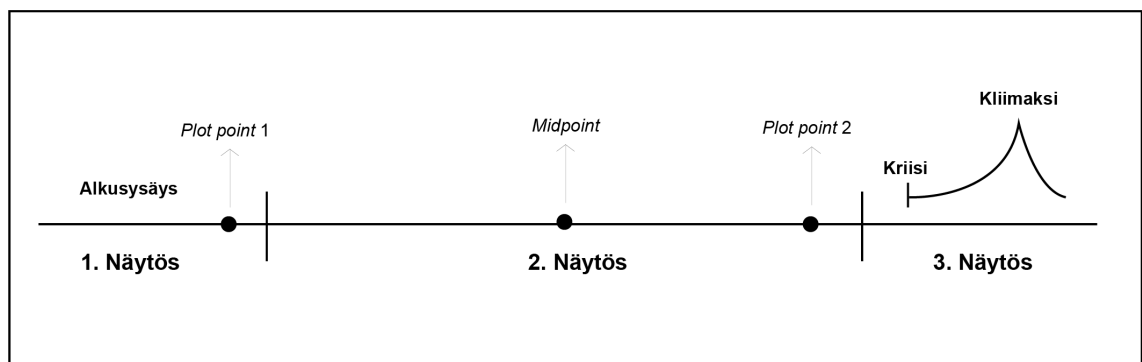 Kliimaksi
Plot point 1
Midpoint
Plot point 2
Kriisi
Alkusysäys
1. Näytös
2. Näytös
3. Näytös